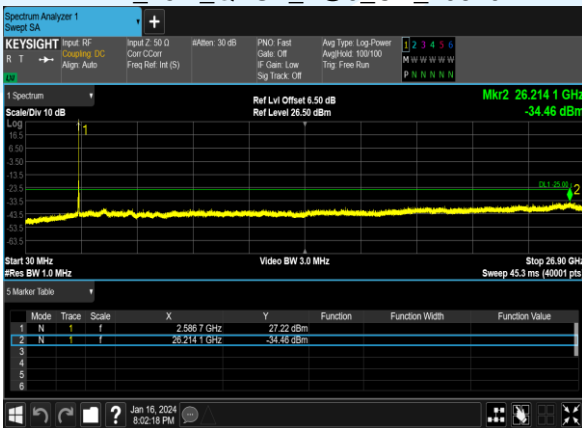 Spectrum Analyzer 1
Swept SA
KEYSIGHT Input: RF Input Z: 50 Ω #Atten: 30 dB PNO: Fast Avg Type: Log-Power 1 2 3 4 5 6
R T Coupling: DC Corr CCorr Gate: Off Avg|Hold: 100/100 M W W W W W
Align: Auto Freq Ref: Int (S) IF Gain: Low Trig: Free Run
LW Sig Track: Off P N N N N N
1 Spectrum Ref Lvl Offset 6.50 dB Mkr2 26.214 1 GHz
Scale/Div 10 dB Ref Level 26.50 dBm -34.46 dBm
Log
16.5
6.50
-3.50
-13.5
-23.5
-33.5
-43.5
-53.5
-63.5
1
DL1 -25.00
2
Start 30 MHz Video BW 3.0 MHz Stop 26.90 GHz
#Res BW 1.0 MHz Sweep 45.3 ms (40001 pts
5 Marker Table
Mode Trace Scale X Y Function Function Width Function Value
1 N 1 f 2.586 7 GHz 27.22 dBm
2 N 1 f 26.214 1 GHz -34.46 dBm
3
4
5
6
? Jan 16, 2024
8:02:18 PM